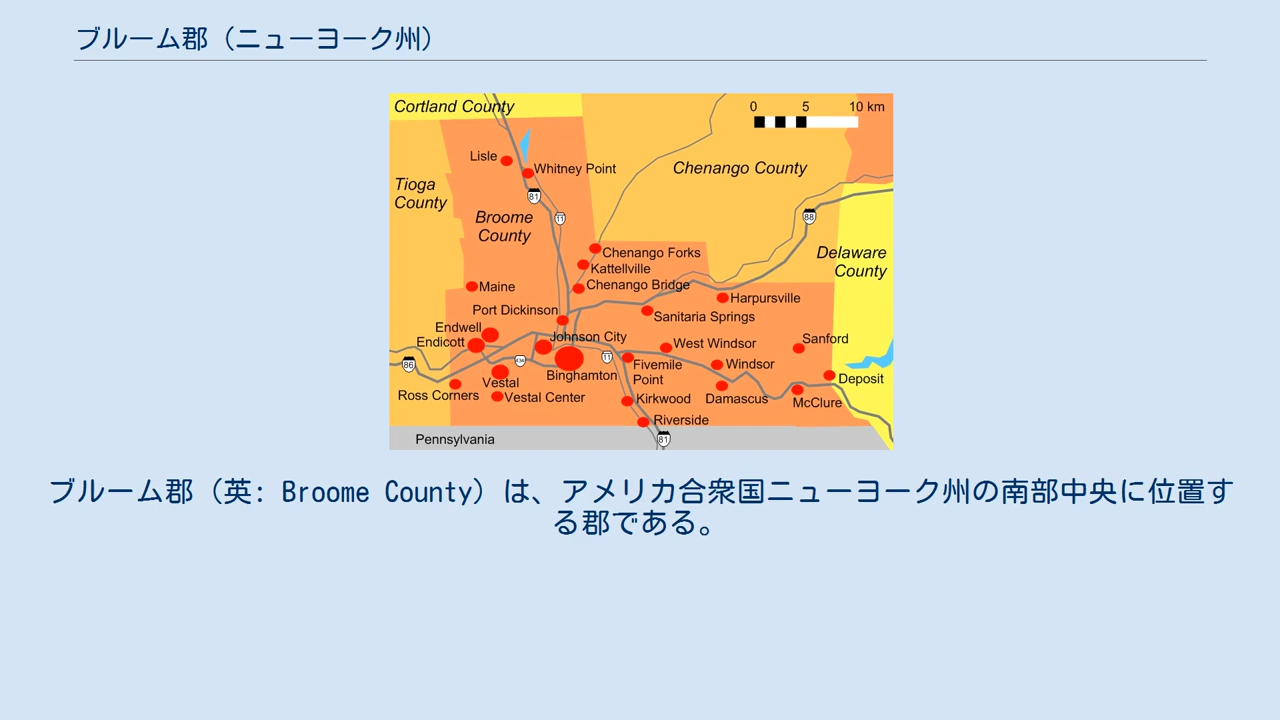 ブルーム郡（ニューヨーク州）
Cortland County
0 5 10 km
Lisle
Whitney Point
Chenango County
Tioga
County
81
11
88
Broome
County
Chenango Forks
Delaware
County
Kattellville
Maine
Chenango Bridge
Harpursville
Port Dickinson
Sanitaria Springs
Endwell
Johnson City
Sanford
Endicott
West Windsor
11
86
434
Fivemile
Point
Windsor
Binghamton
Deposit
Vestal
Ross Corners
Vestal Center
Kirkwood
Damascus
McClure
Riverside
Pennsylvania
81
ブルーム郡（英: Broome County）は、アメリカ合衆国ニューヨーク州の南部中央に位置す
る郡である。